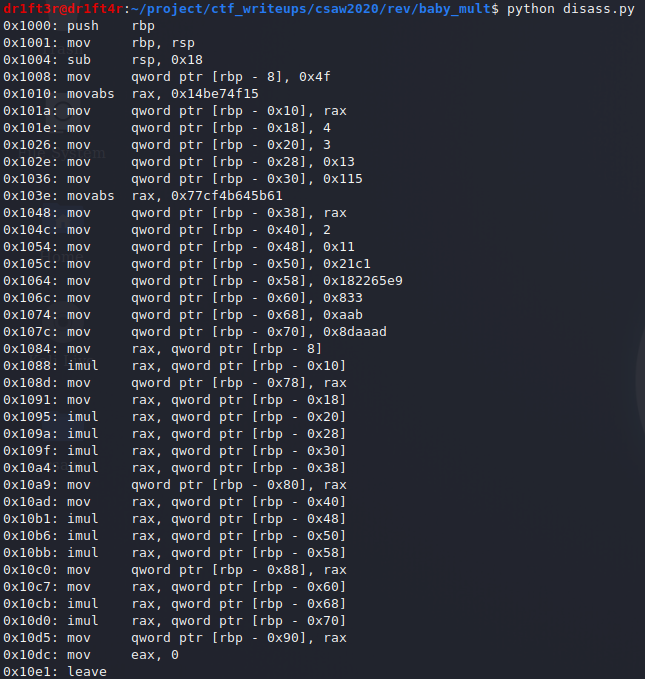 dr1ft3r@dr1ft4r:~/project/ctf_writeups/csaw2020/rev/baby_mult$ python disass.py
0x1000: push rbp
0x1001: mov rbp, rsp
0x1004: sub rsp, 0x18
0x1008: mov qword ptr [rbp - 8], 0x4f
0x1010: movabs rax, 0x14be74f15
0x101a: mov qword ptr [rbp - 0x10], rax
0x101e: mov qword ptr [rbp - 0x18], 4
0x1026: mov qword ptr [rbp - 0x20], 3
0x102e: mov qword ptr [rbp - 0x28], 0x13
0x1036: mov qword ptr [rbp - 0x30], 0x115
0x103e: movabs rax, 0x77cf4b645b61
0x1048: mov qword ptr [rbp - 0x38], rax
0x104c: mov qword ptr [rbp - 0x40], 2
0x1054: mov qword ptr [rbp - 0x48], 0x11
0x105c: mov qword ptr [rbp - 0x50], 0x21c1
0x1064: mov qword ptr [rbp - 0x58], 0x182265e9
0x106c: mov qword ptr [rbp - 0x60], 0x833
0x1074: mov qword ptr [rbp - 0x68], 0xaab
0x107c: mov qword ptr [rbp - 0x70], 0x8daaad
0x1084: mov rax, qword ptr [rbp - 8]
0x1088: imul rax, qword ptr [rbp - 0x10]
0x108d: mov qword ptr [rbp - 0x78], rax
0x1091: mov rax, qword ptr [rbp - 0x18]
0x1095: imul rax, qword ptr [rbp - 0x20]
0x109a: imul rax, qword ptr [rbp - 0x28]
0x109f: imul rax, qword ptr [rbp - 0x30]
0x10a4: imul rax, qword ptr [rbp - 0x38]
0x10a9: mov qword ptr [rbp - 0x80], rax
0x10ad: mov rax, qword ptr [rbp - 0x40]
0x10b1: imul rax, qword ptr [rbp - 0x48]
0x10b6: imul rax, qword ptr [rbp - 0x50]
0x10bb: imul rax, qword ptr [rbp - 0x58]
0x10c0: mov qword ptr [rbp - 0x88], rax
0x10c7: mov rax, qword ptr [rbp - 0x60]
0x10cb: imul rax, qword ptr [rbp - 0x68]
0x10d0: imul rax, qword ptr [rbp - 0x70]
0x10d5: mov qword ptr [rbp - 0x90], rax
0x10dc: mov eax, 0
0x10e1: leave